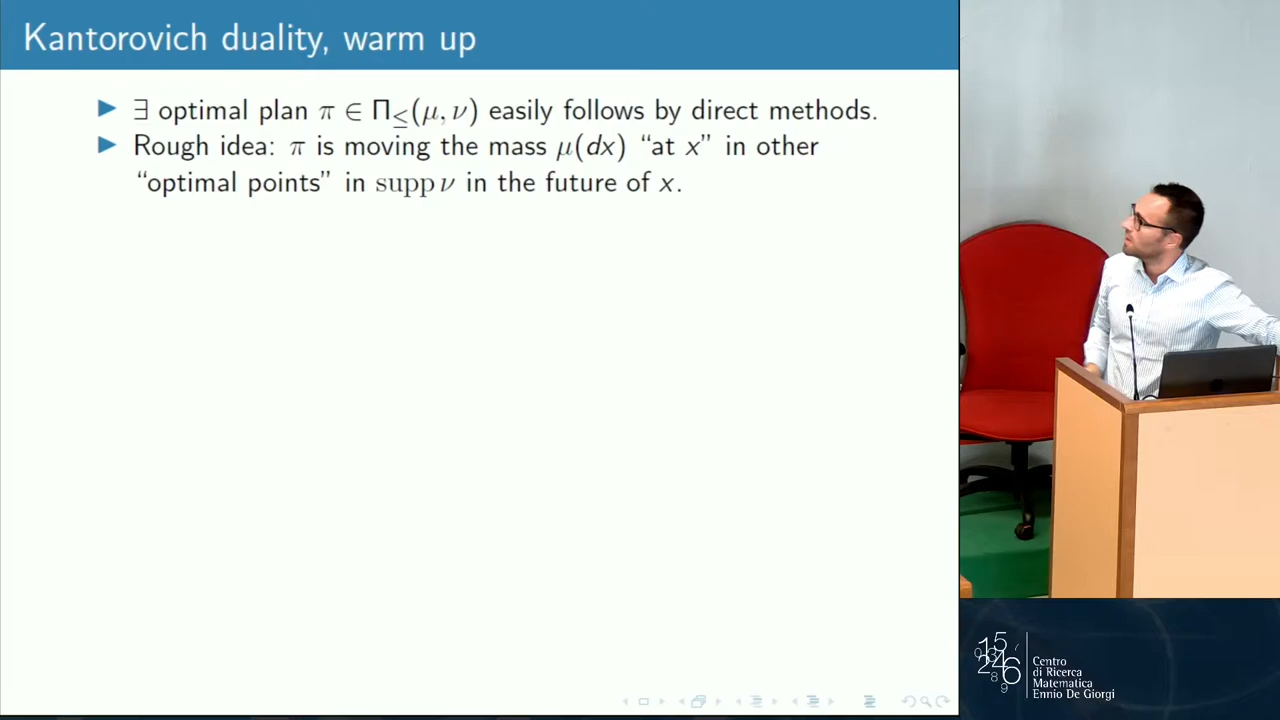 Kantorovich duality, warm up
▶ ∃ optimal plan π ∈ Π≤(μ, ν) easily follows by direct methods.
▶ Rough idea: π is moving the mass μ(dx) “at x” in other
“optimal points” in supp ν in the future of x.
Centro
di Ricerca
Matematica
Ennio De Giorgi